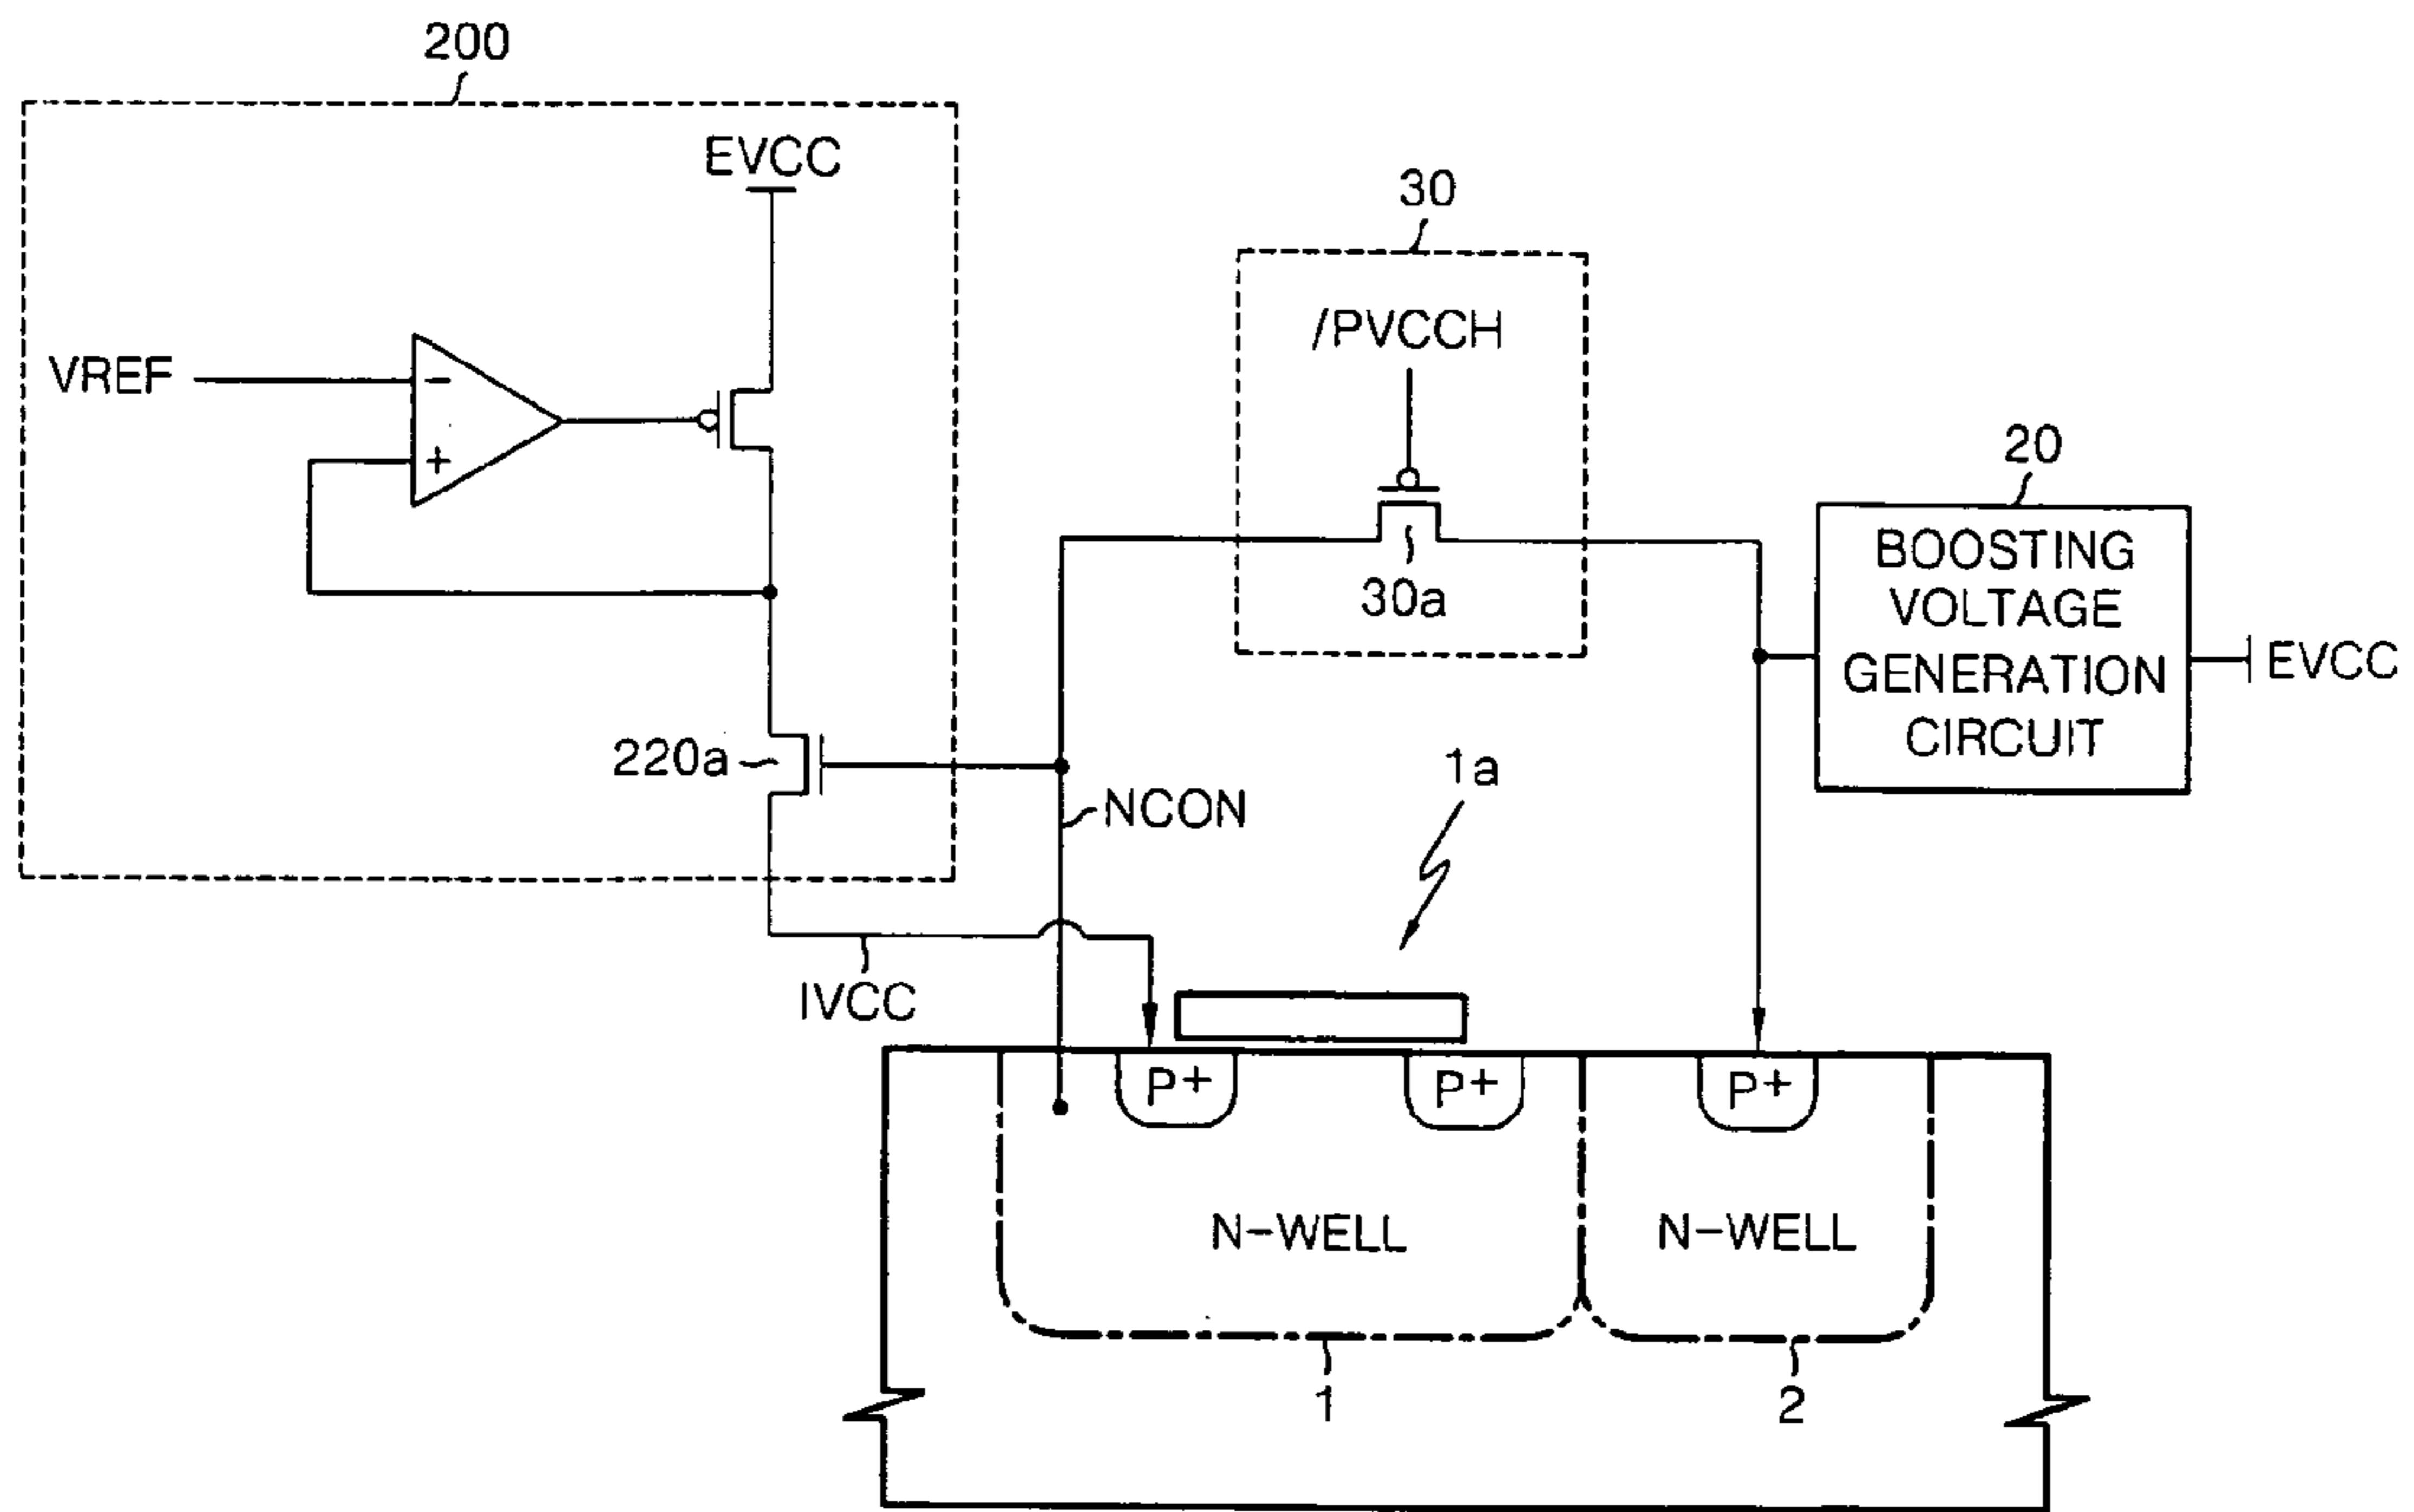 200
EVCC
30
/PVCCH
VREF
-
+
20
BOOSTING
VOLTAGE
GENERATION
CIRCUIT
EVCC
30a
220a
1a
NCON
IVCC
P+
P+
P+
N-WELL
N-WELL
1
2